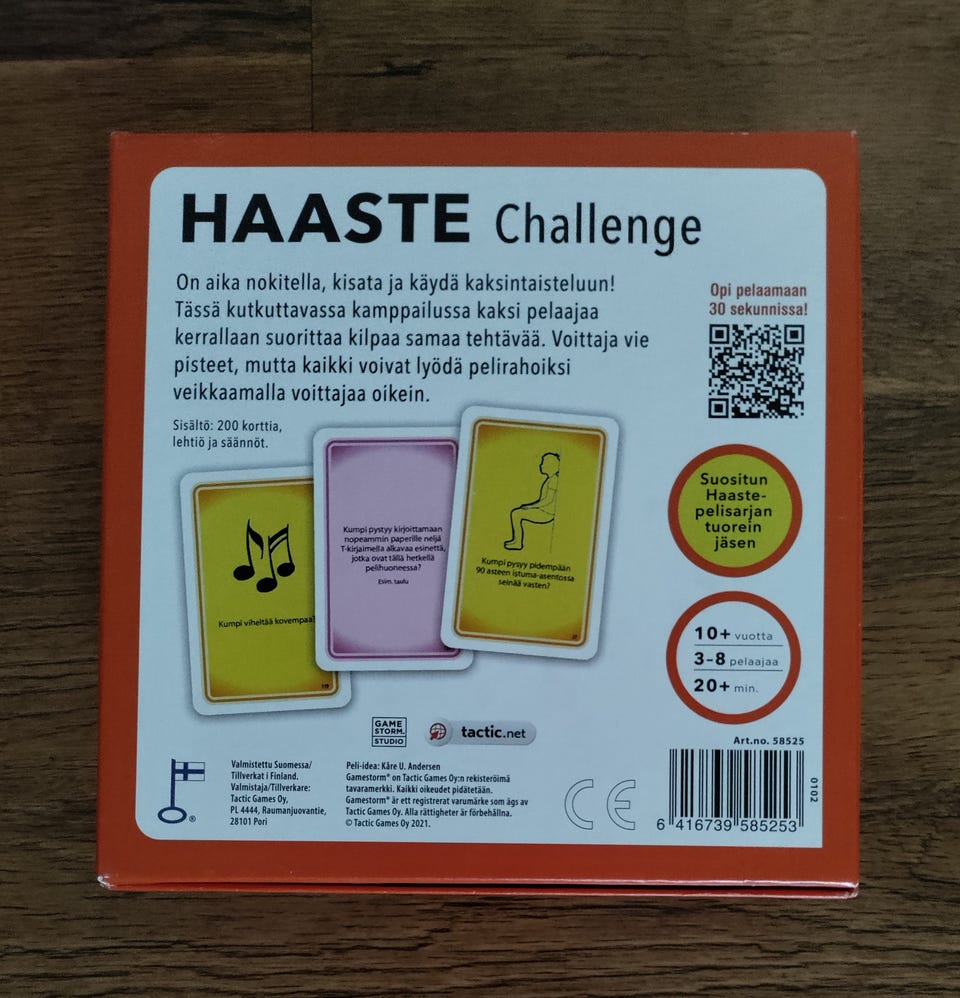 HAASTE Challenge
On aika nokitella, kisata ja käydä kaksintaisteluun!
Tässä kutkuttavassa kamppailussa kaksi pelaajaa
kerrallaan suorittaa kilpaa samaa tehtävää. Voittaja vie
pisteet, mutta kaikki voivat lyödä pelirahoiksi
veikkaamalla voittajaa oikein.
Opi pelaamaan
30 sekunnissa!
Sisältö: 200 korttia,
lehtiö ja säännöt.
Kumpi viheltää kovempaa?
119
Kumpi pystyy kirjoittamaan
nopeammin paperille neljä
T-kirjaimella alkavaa esinettä,
jotka ovat tällä hetkellä
pelihuoneessa?
Esim. taulu
Kumpi pysyy pidempään
90 asteen istuma-asentossa
seinää vasten?
Suositun
Haaste-
pelisarjan
tuorein
jäsen
10+ vuotta
3-8 pelaajaa
20+ min.
GAME
STORM.
STUDIO
tactic.net
Valmistettu Suomessa/
Tillverkat i Finland.
Valmistaja/Tillverkare:
Tactic Games Oy,
PL 4444, Raumanjuovantie,
28101 Pori
®
Peli-idea: Kåre U. Andersen
Gamestorm® on Tactic Games Oy:n rekisteröimä
tavaramerkki. Kaikki oikeudet pidätetään.
Gamestorm® är ett registrerat varumärke som ägs av
Tactic Games Oy. Alla rättigheter är förbehållna.
© Tactic Games Oy 2021.
CE
Art.no. 58525
6 416739 585253
0102